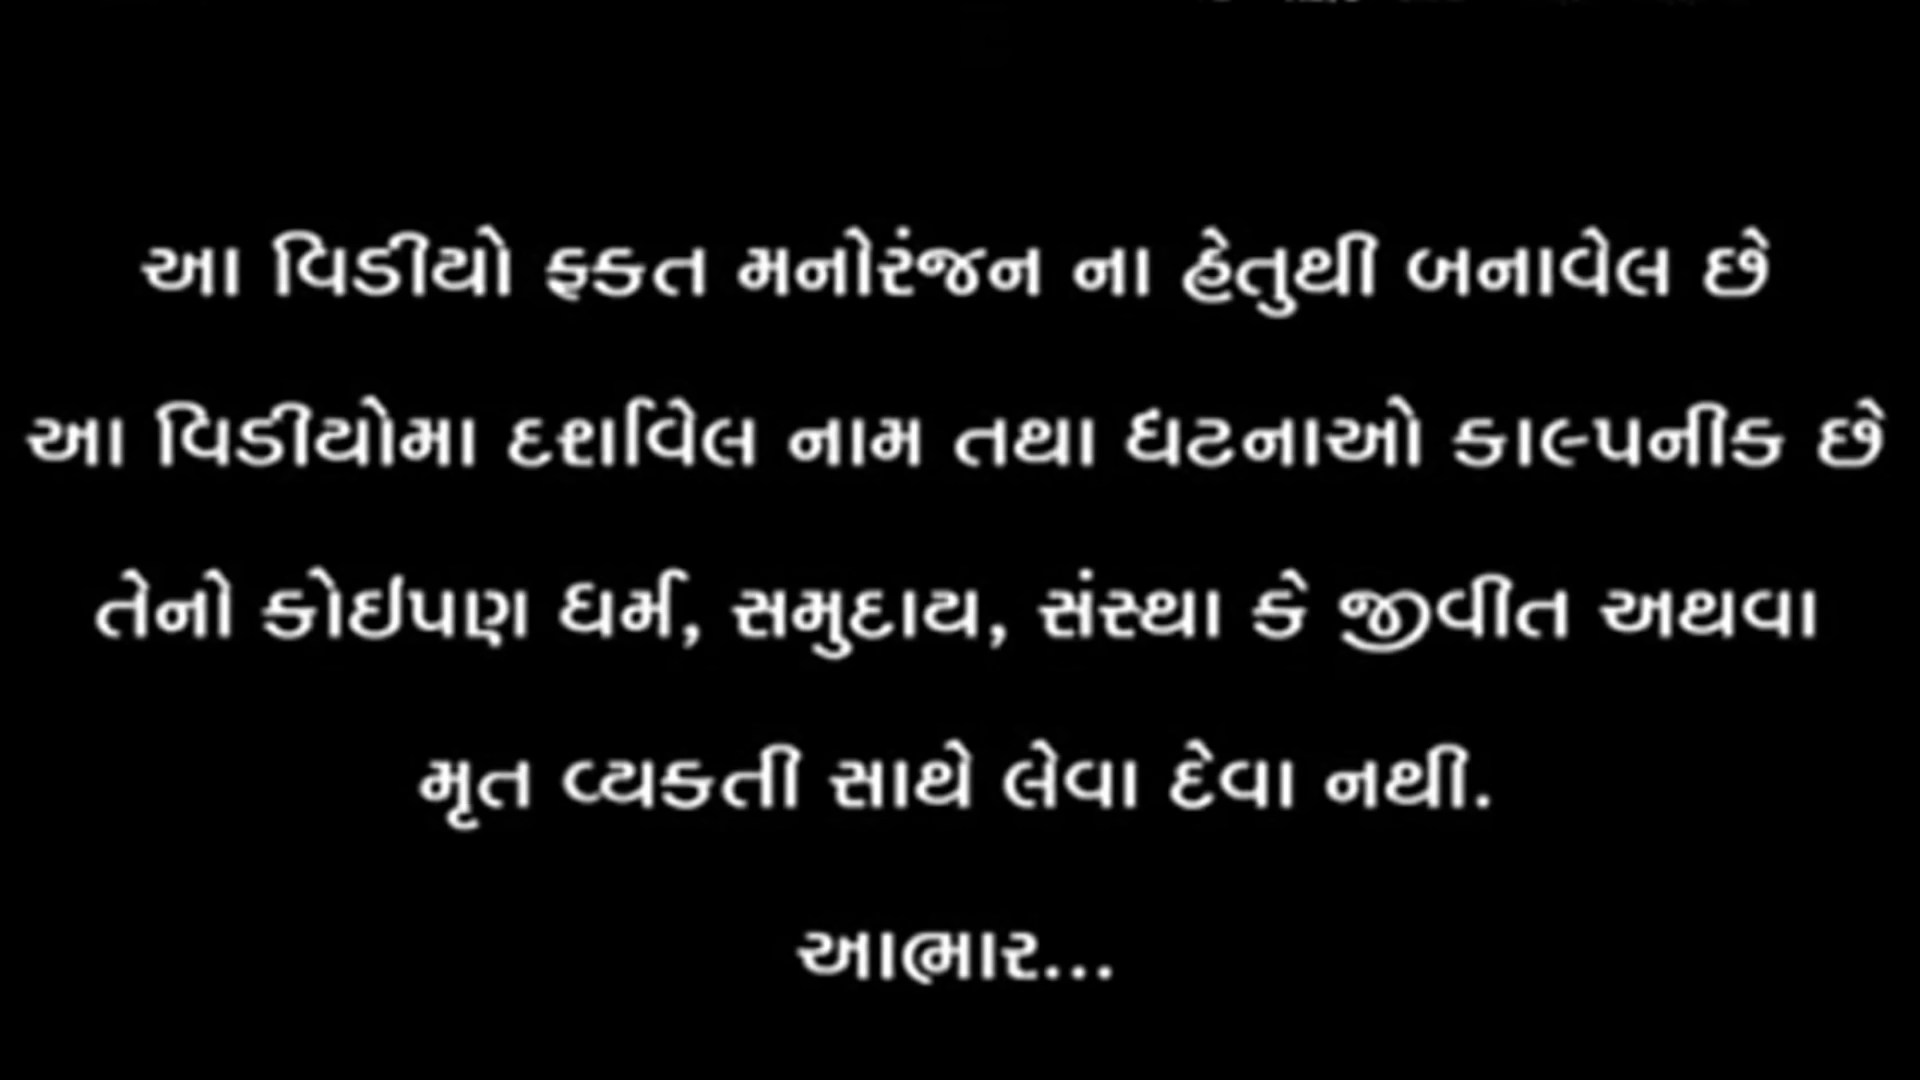 આ વિડીયો ફકત મનોરંજન ના હેતુથી બનાવેલ છે
આ વિડીયોમા દર્શાવેલ નામ તથા ઘટનાઓ કાલ્પનીક છે
તેનો કોઇપણ ધર્મ, સમુદાય, સંસ્થા કે જીવીત અથવા
મૃત વ્યકતી સાથે લેવા દેવા નથી.
આભાર...